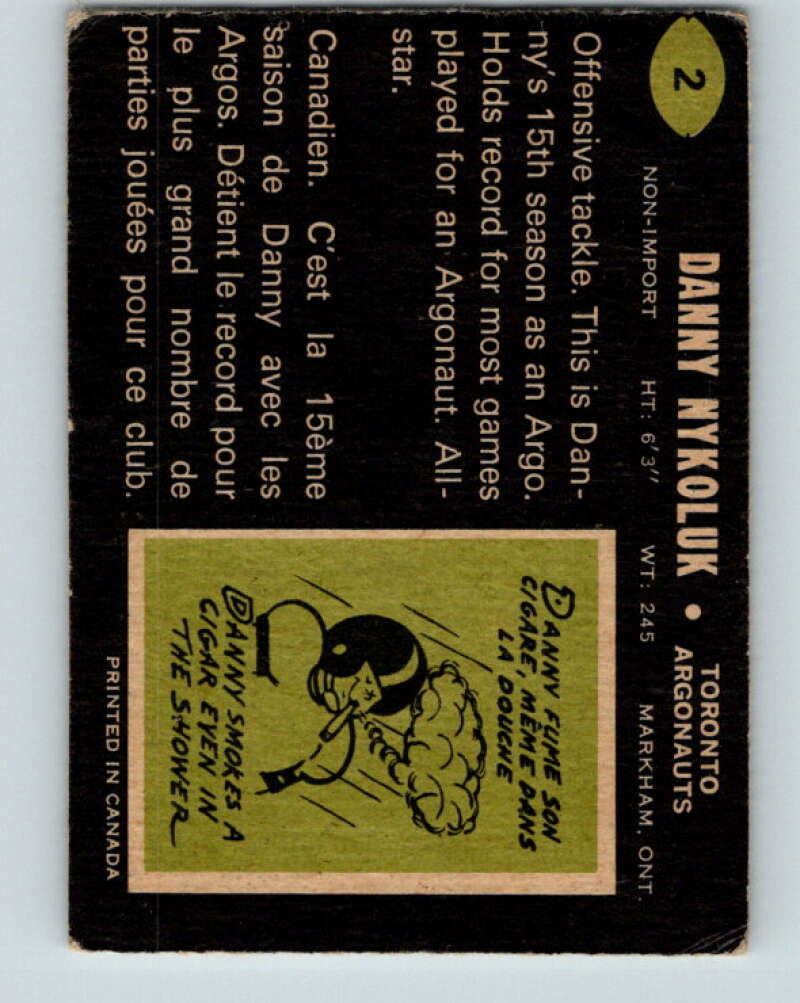 2
DANNY NYKOLUK • TORONTO ARGONAUTS
NON-IMPORT HT: 6'3" WT: 245 MARKHAM, ONT.
Offensive tackle. This is Dan-
ny's 15th season as an Argo.
Holds record for most games
played for an Argonaut. All-
star.
Canadien. C'est la 15ème
saison de Danny avec les
Argos. Détient le record pour
le plus grand nombre de
parties jouées pour ce club.
DANNY FUME SON
CIGARE, MÊME DANS
LA DOUCHE
DANNY SMOKES A
CIGAR EVEN IN
THE SHOWER
PRINTED IN CANADA